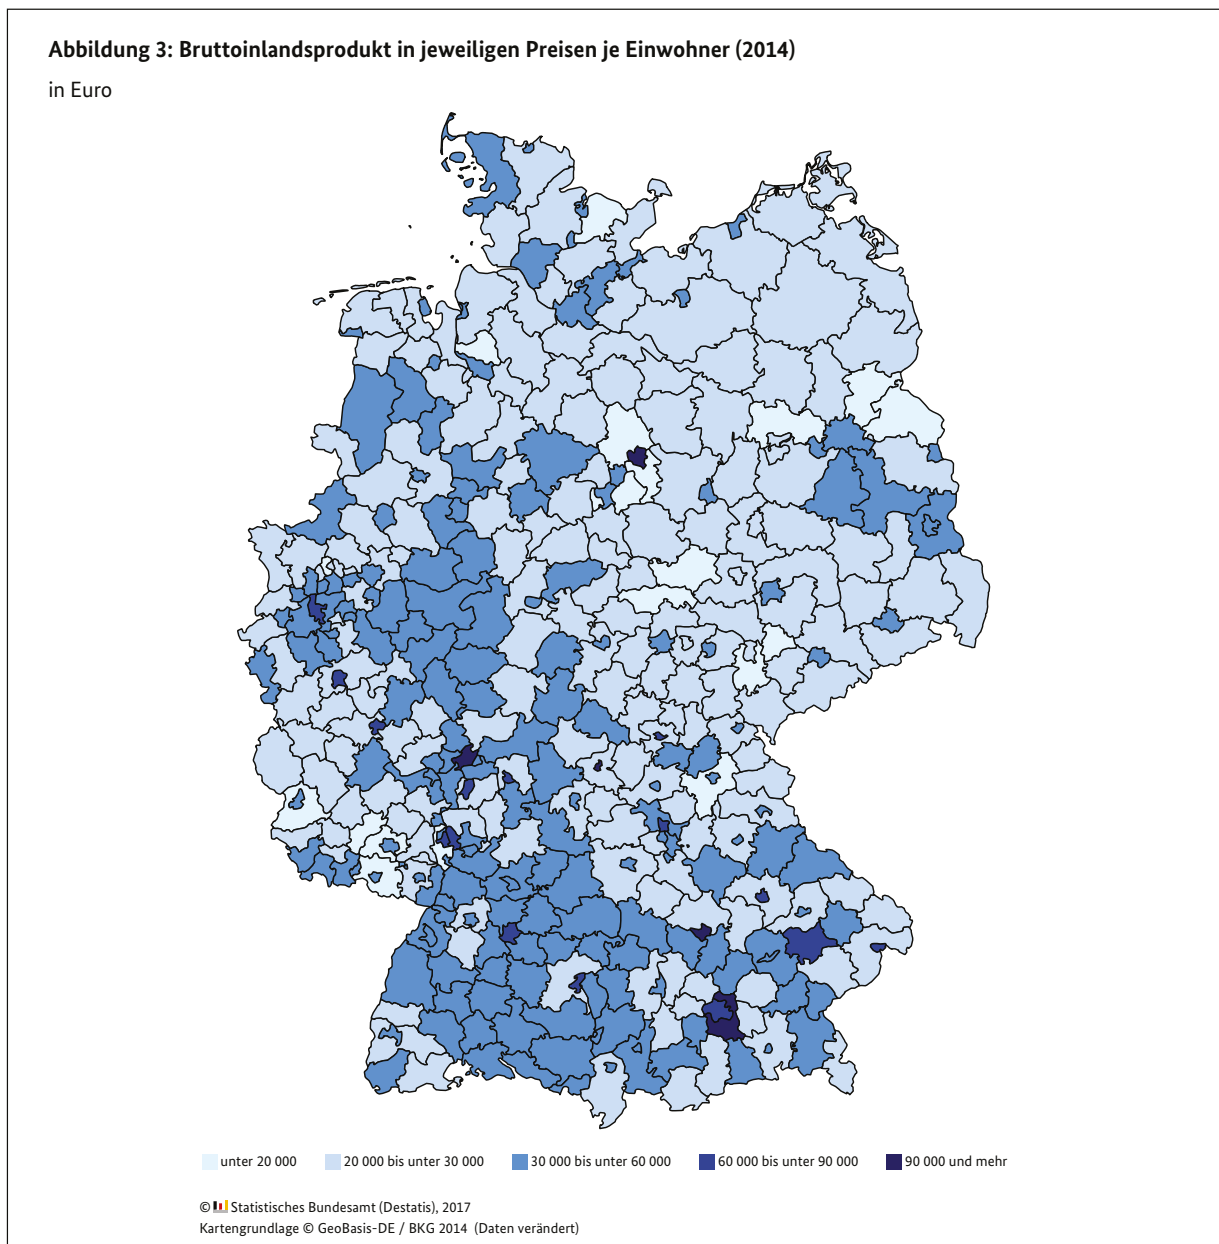 Abbildung 3: Bruttoinlandsprodukt in jeweiligen Preisen je Einwohner (2014)
in Euro
unter 20 000 20 000 bis unter 30 000 30 000 bis unter 60 000 60 000 bis unter 90 000 90 000 und mehr
© Statistisches Bundesamt (Destatis), 2017
Kartengrundlage © GeoBasis-DE / BKG 2014 (Daten verändert)